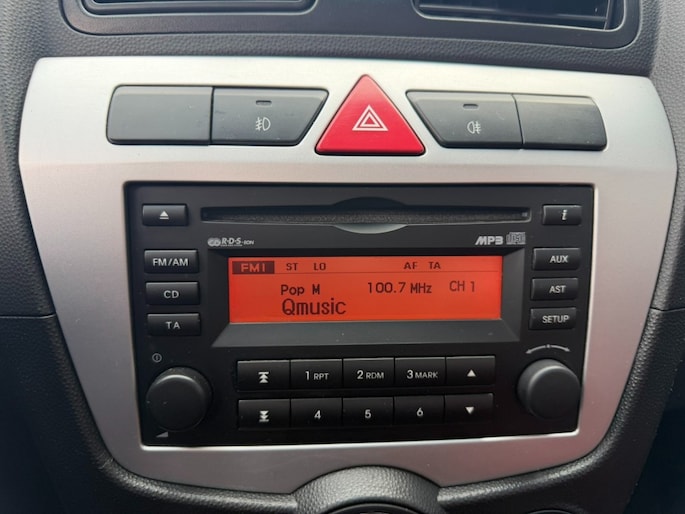 R·D·S-EON
MP3
i
FM/AM
CD
TA
AUX
AST
SETUP
FM1 ST LO AF TA
Pop M 100.7 MHz CH 1
Qmusic
1 RPT 2 RDM 3 MARK
4 5 6